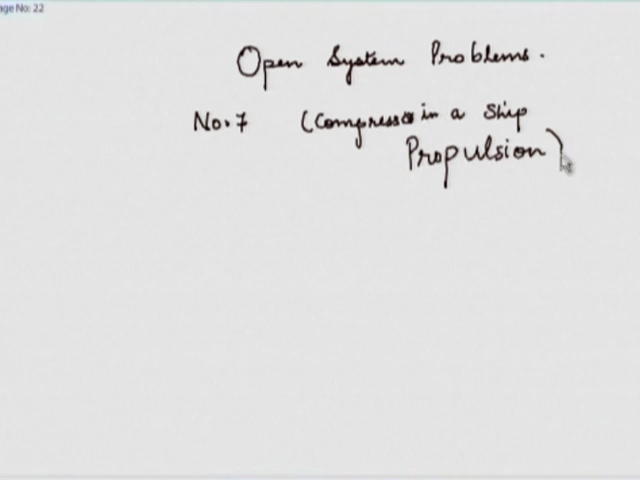 age No: 22
Open System Problems.
No. 7 (Compressor in a Ship
Propulsion)